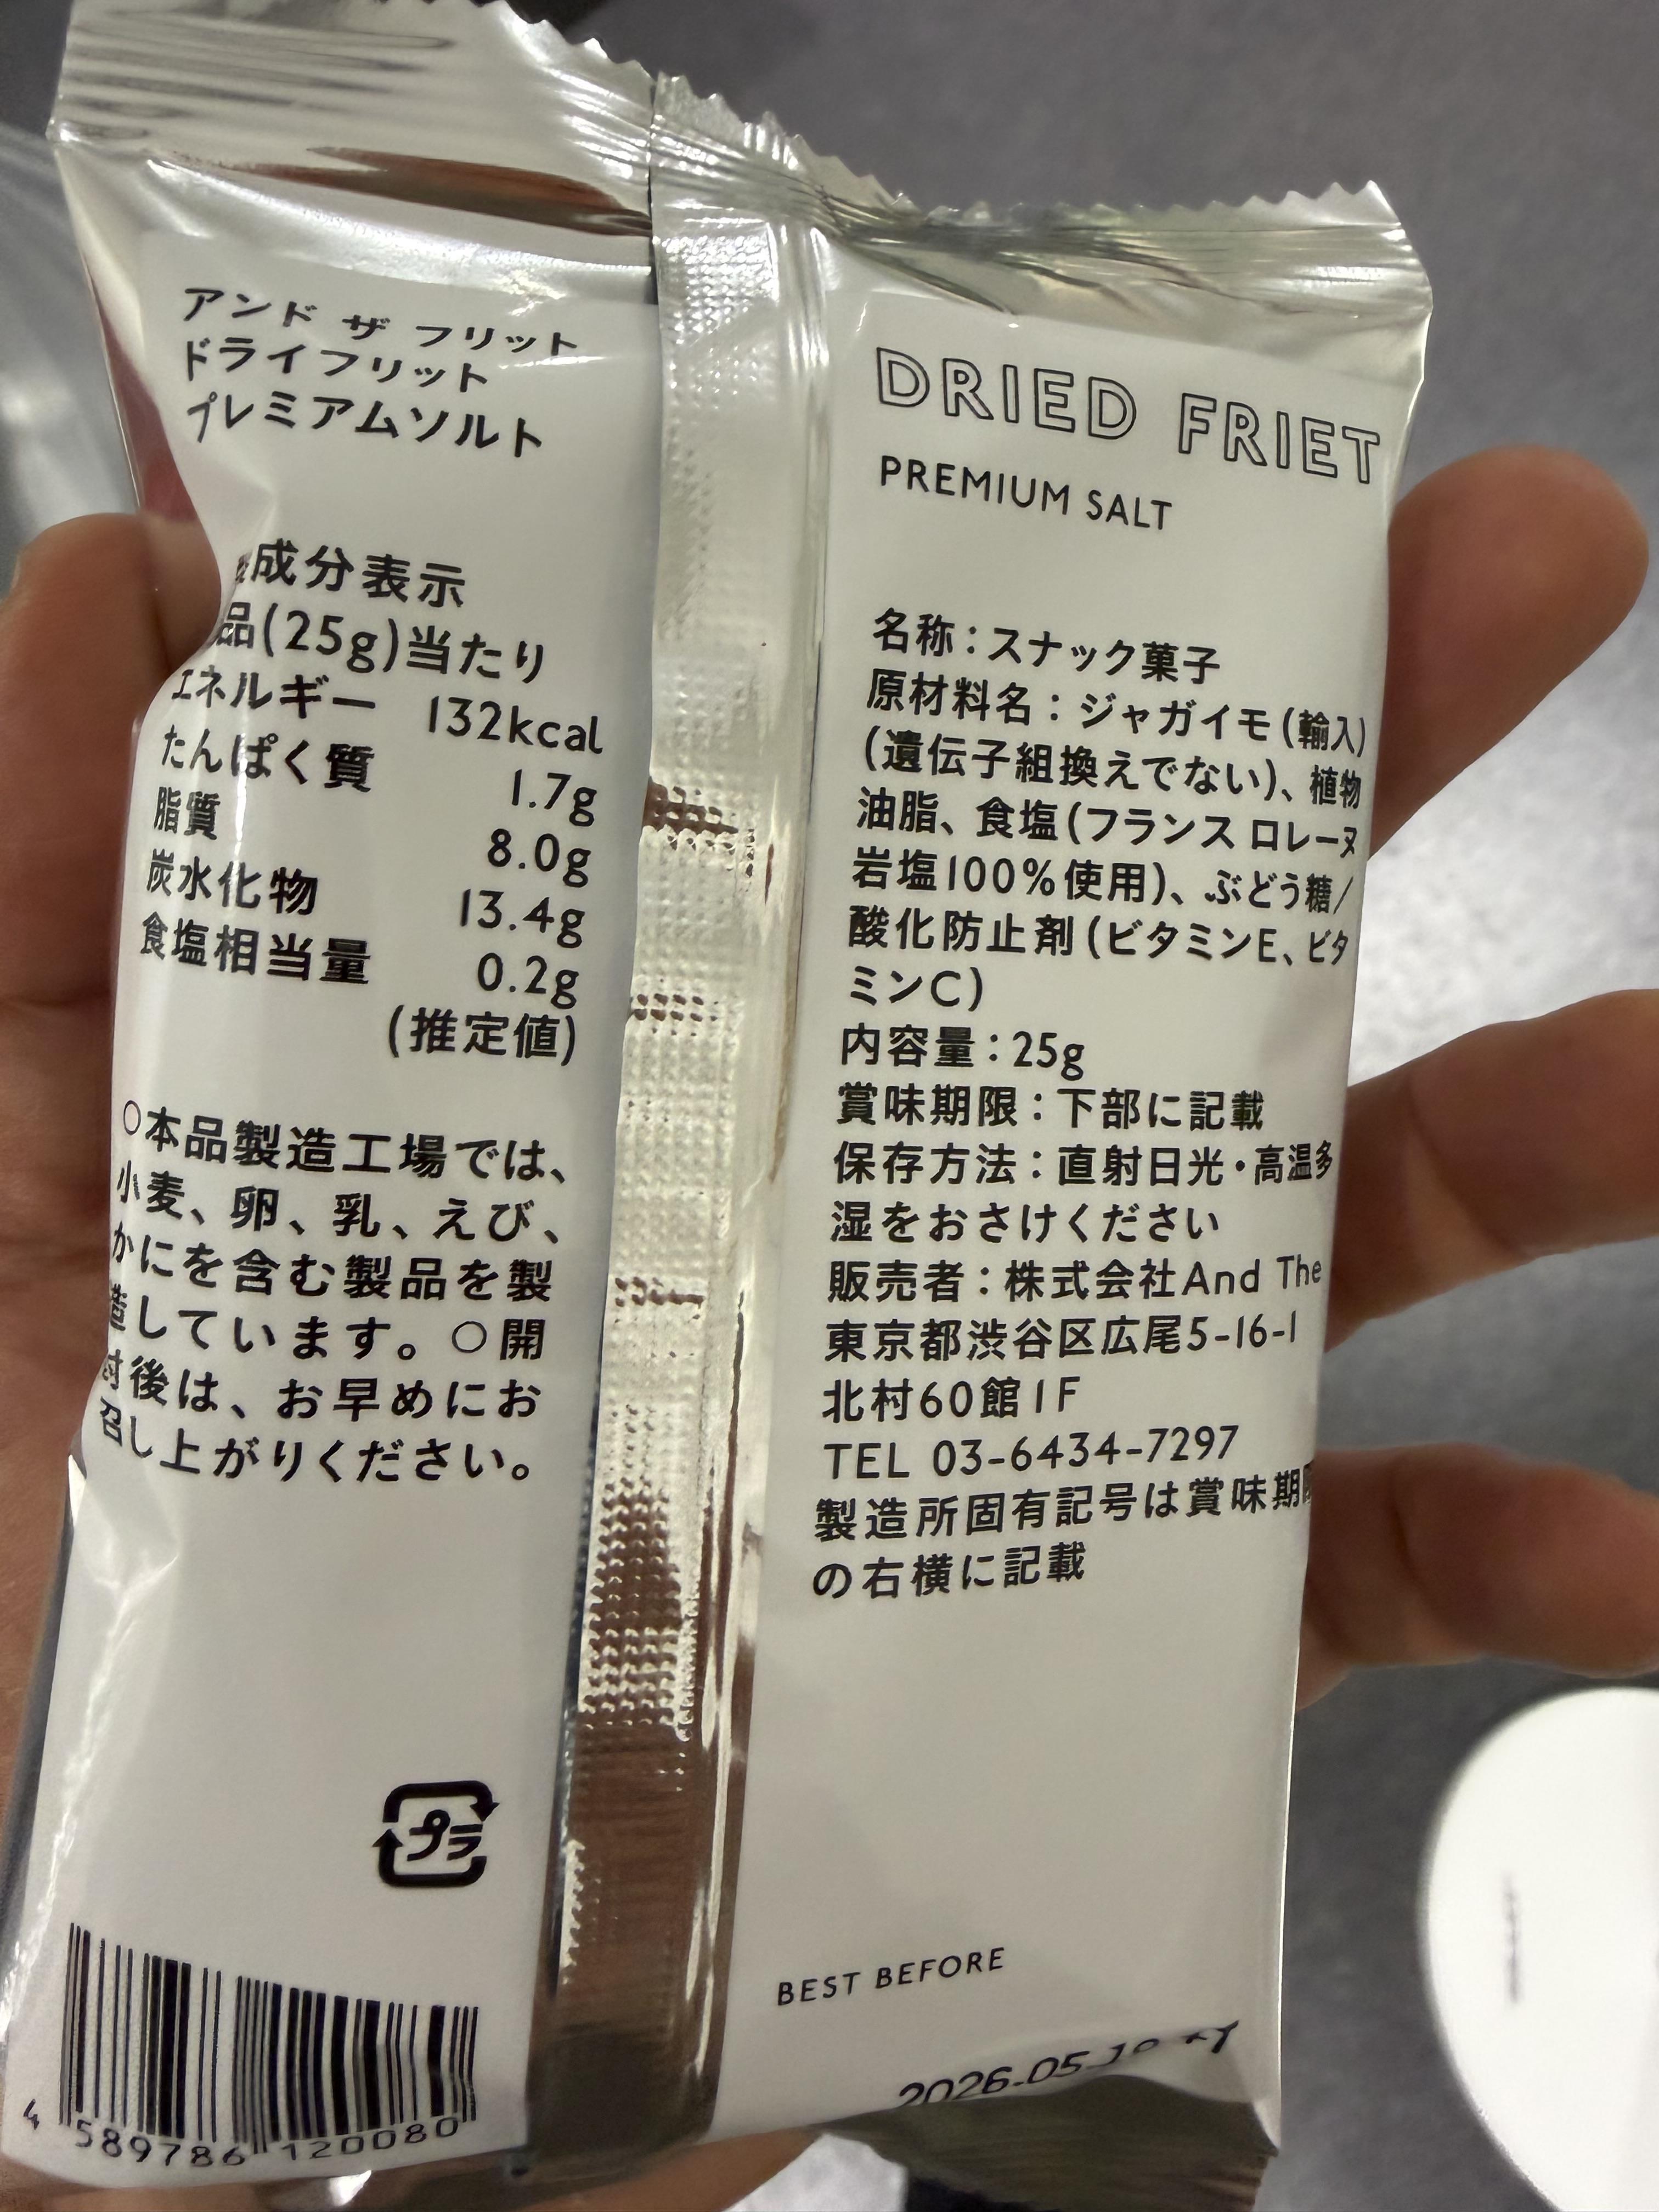 アンド ザ フリット
ドライフリット
プレミアムソルト
成分表示
品(25g)当たり
エネルギー 132kcal
たんぱく質 1.7g
脂質 8.0g
炭水化物 13.4g
食塩相当量 0.2g
(推定値)
○本品製造工場では、
小麦、卵、乳、えび、
かにを含む製品を製
造しています。○開
封後は、お早めにお
召し上がりください。
プラ
4 589786 120080
DRIED FRIET
PREMIUM SALT
名称：スナック菓子
原材料名：ジャガイモ(輸入)
(遺伝子組換えでない)、植物
油脂、食塩(フランス ロレーヌ
岩塩100%使用)、ぶどう糖/
酸化防止剤(ビタミンE、ビタ
ミンC)
内容量：25g
賞味期限：下部に記載
保存方法：直射日光・高温多
湿をおさけください
販売者：株式会社And The
東京都渋谷区広尾5-16-1
北村60館1F
TEL 03-6434-7297
製造所固有記号は賞味期限
の右横に記載
BEST BEFORE